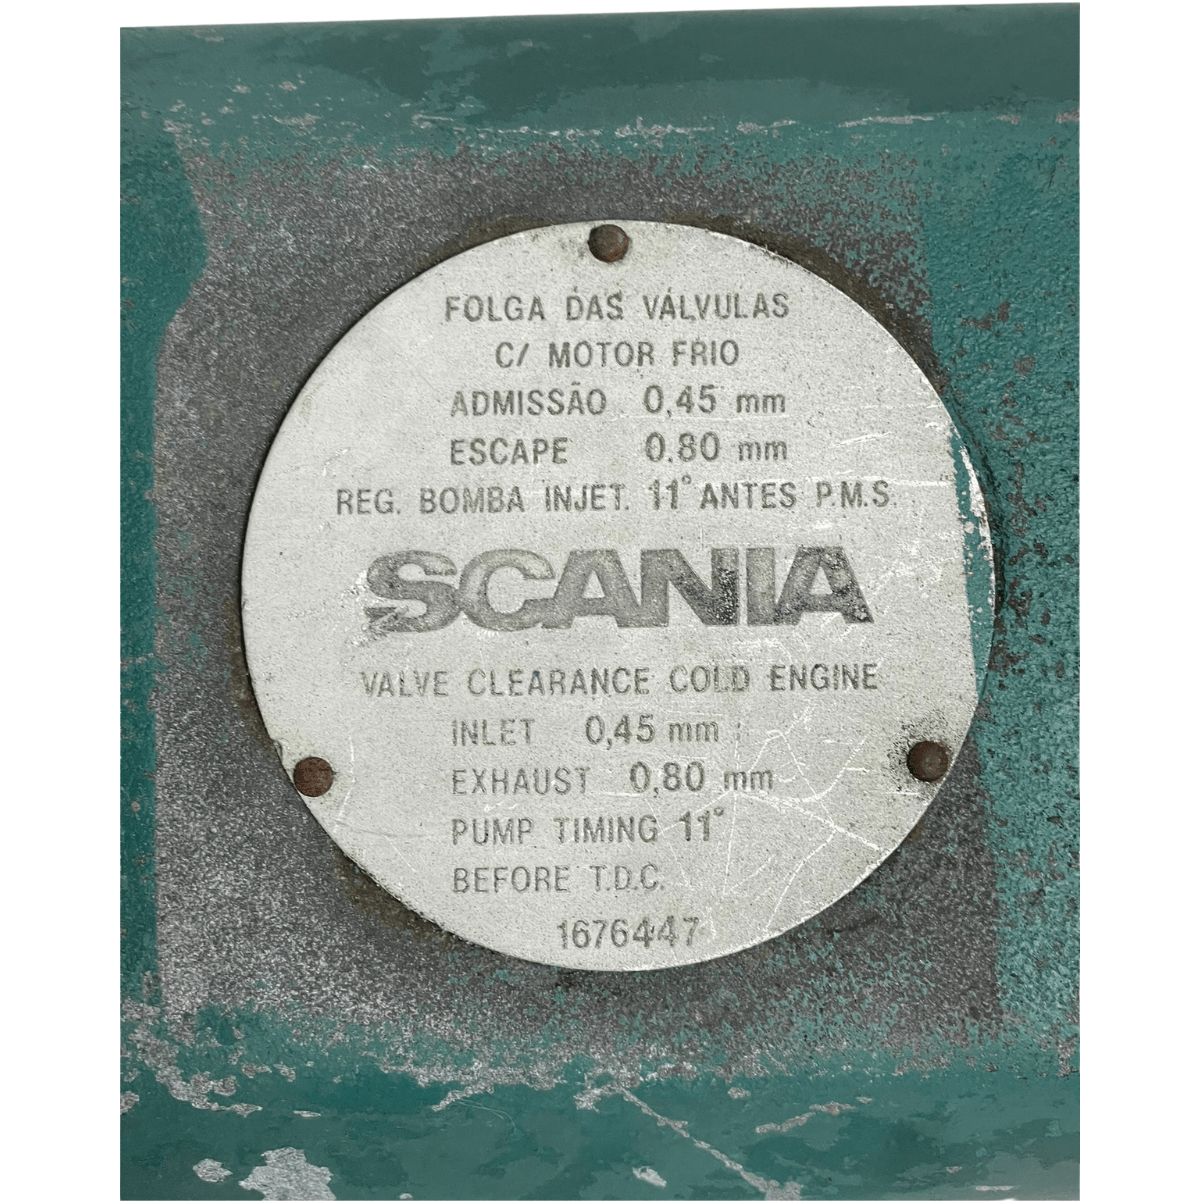 FOLGA DAS VÁLVULAS
C/ MOTOR FRIO
ADMISSÃO 0,45 mm
ESCAPE 0.80 mm
REG. BOMBA INJET. 11° ANTES P.M.S.
SCANIA
VALVE CLEARANCE COLD ENGINE
INLET 0,45 mm
EXHAUST 0,80 mm
PUMP TIMING 11°
BEFORE T.D.C.
1676447